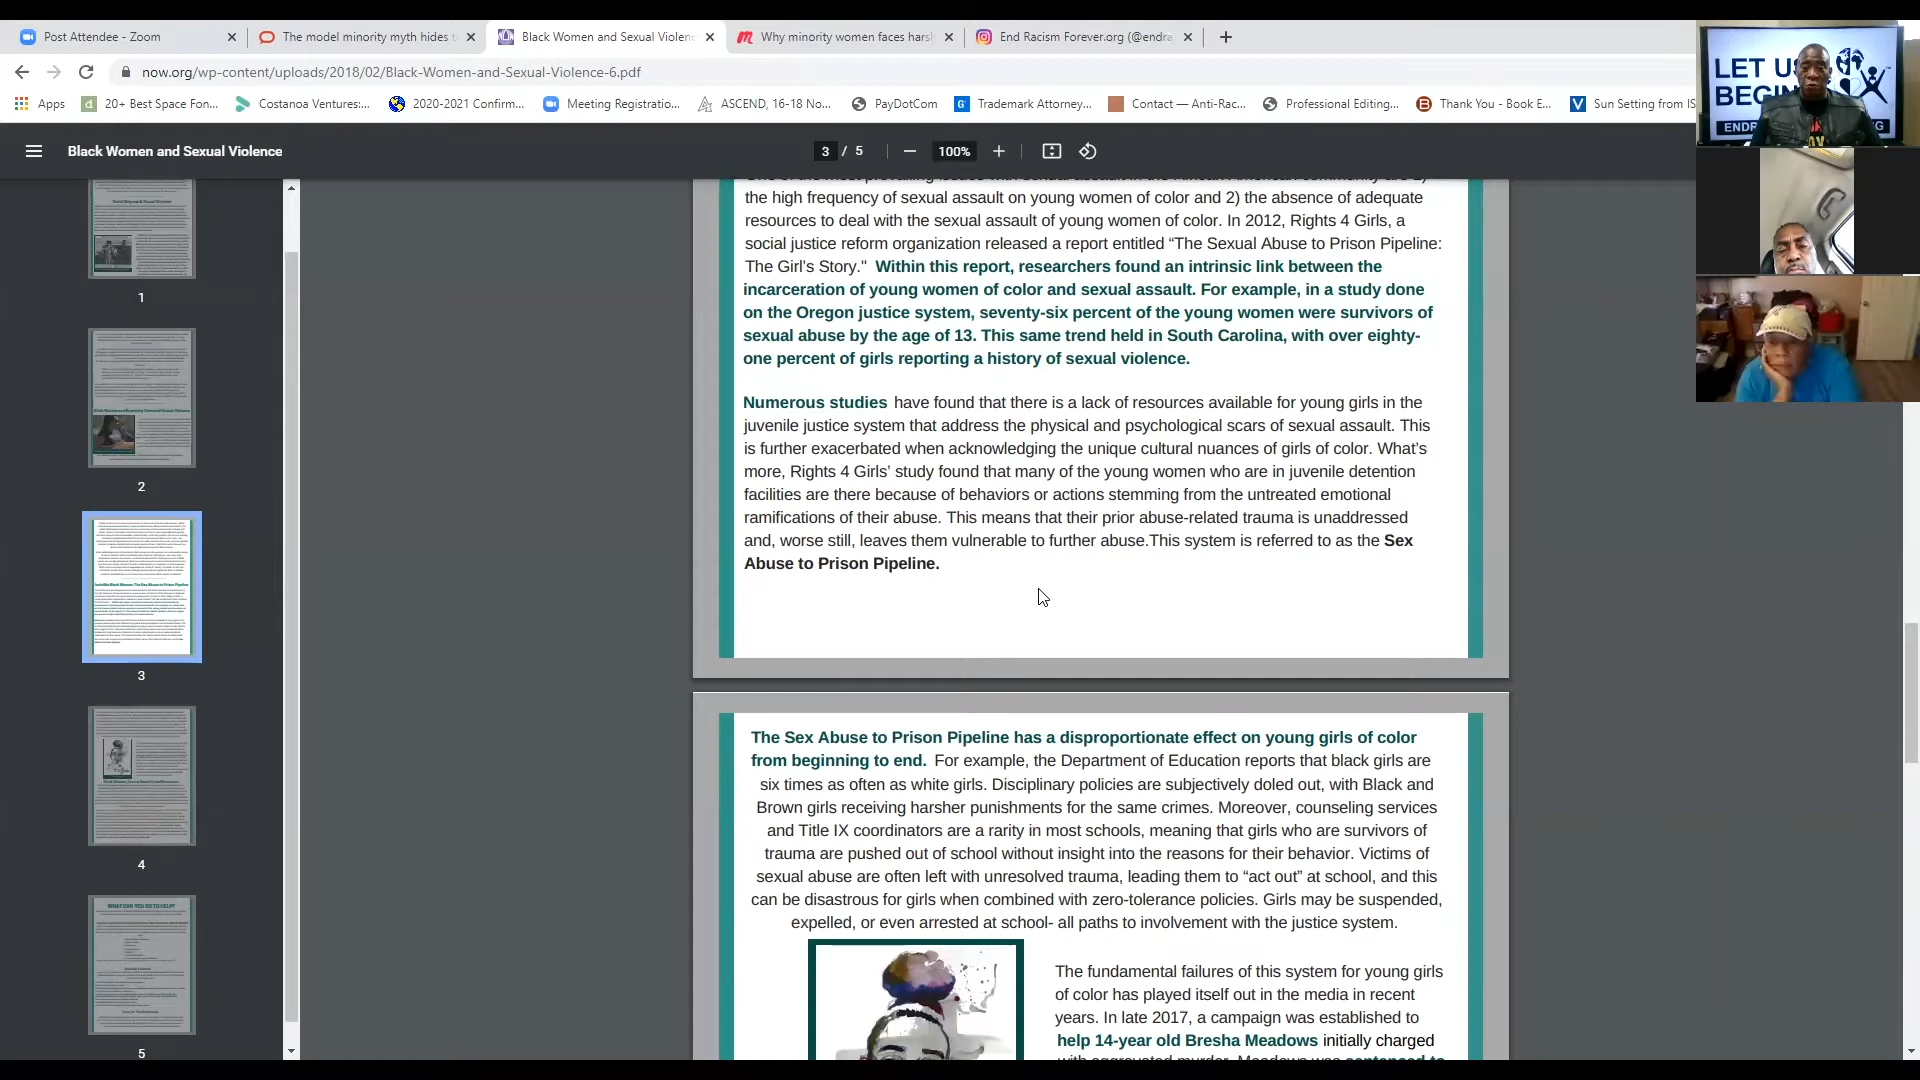 Post Attendee - Zoom
The model minority myth hides t
Black Women and Sexual Violenc
Why minority women faces harsh
End Racism Forever.org (@endra
now.org/wp-content/uploads/2018/02/Black-Women-and-Sexual-Violence-6.pdf
Apps
20+ Best Space Fon...
Costanoa Ventures:...
2020-2021 Confirm...
Meeting Registratio...
ASCEND, 16-18 No...
PayDotCom
Trademark Attorney...
Contact — Anti-Rac...
Professional Editing...
Thank You - Book E...
Sun Setting from IS
LET U
BEGIN
ENDR
Black Women and Sexual Violence
3 / 5
100%
the high frequency of sexual assault on young women of color and 2) the absence of adequate
resources to deal with the sexual assault of young women of color. In 2012, Rights 4 Girls, a
social justice reform organization released a report entitled “The Sexual Abuse to Prison Pipeline:
The Girl’s Story." Within this report, researchers found an intrinsic link between the
incarceration of young women of color and sexual assault. For example, in a study done
on the Oregon justice system, seventy-six percent of the young women were survivors of
sexual abuse by the age of 13. This same trend held in South Carolina, with over eighty-
one percent of girls reporting a history of sexual violence.
Numerous studies have found that there is a lack of resources available for young girls in the
juvenile justice system that address the physical and psychological scars of sexual assault. This
is further exacerbated when acknowledging the unique cultural nuances of girls of color. What’s
more, Rights 4 Girls’ study found that many of the young women who are in juvenile detention
facilities are there because of behaviors or actions stemming from the untreated emotional
ramifications of their abuse. This means that their prior abuse-related trauma is unaddressed
and, worse still, leaves them vulnerable to further abuse.This system is referred to as the Sex
Abuse to Prison Pipeline.
The Sex Abuse to Prison Pipeline has a disproportionate effect on young girls of color
from beginning to end. For example, the Department of Education reports that black girls are
six times as often as white girls. Disciplinary policies are subjectively doled out, with Black and
Brown girls receiving harsher punishments for the same crimes. Moreover, counseling services
and Title IX coordinators are a rarity in most schools, meaning that girls who are survivors of
trauma are pushed out of school without insight into the reasons for their behavior. Victims of
sexual abuse are often left with unresolved trauma, leading them to “act out” at school, and this
can be disastrous for girls when combined with zero-tolerance policies. Girls may be suspended,
expelled, or even arrested at school- all paths to involvement with the justice system.
The fundamental failures of this system for young girls
of color has played itself out in the media in recent
years. In late 2017, a campaign was established to
help 14-year old Bresha Meadows initially charged
1
2
3
4
WHAT CAN YOU DO TO HELP?
5